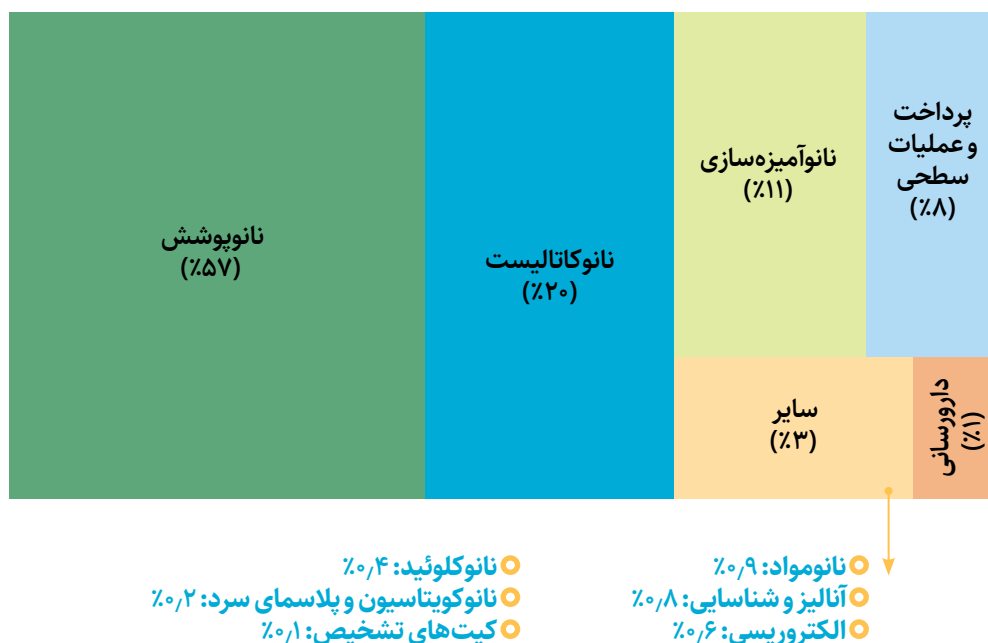 پرداخت
و عملیات
سطحی
(٪۸)
نانوآمیزه‌سازی
(٪۱۱)
نانوکاتالیست
(٪۲۰)
نانوپوشش
(٪۵۷)
دارورسانی
(٪۱)
سایر
(٪۳)
نانومواد: ۰٫۹٪
آنالیز و شناسایی: ۰٫۸٪
الکتروریسی: ۰٫۶٪
نانوکلوئید: ۰٫۴٪
نانوکویتاسیون و پلاسمای سرد: ۰٫۲٪
کیت‌های تشخیص: ۰٫۱٪